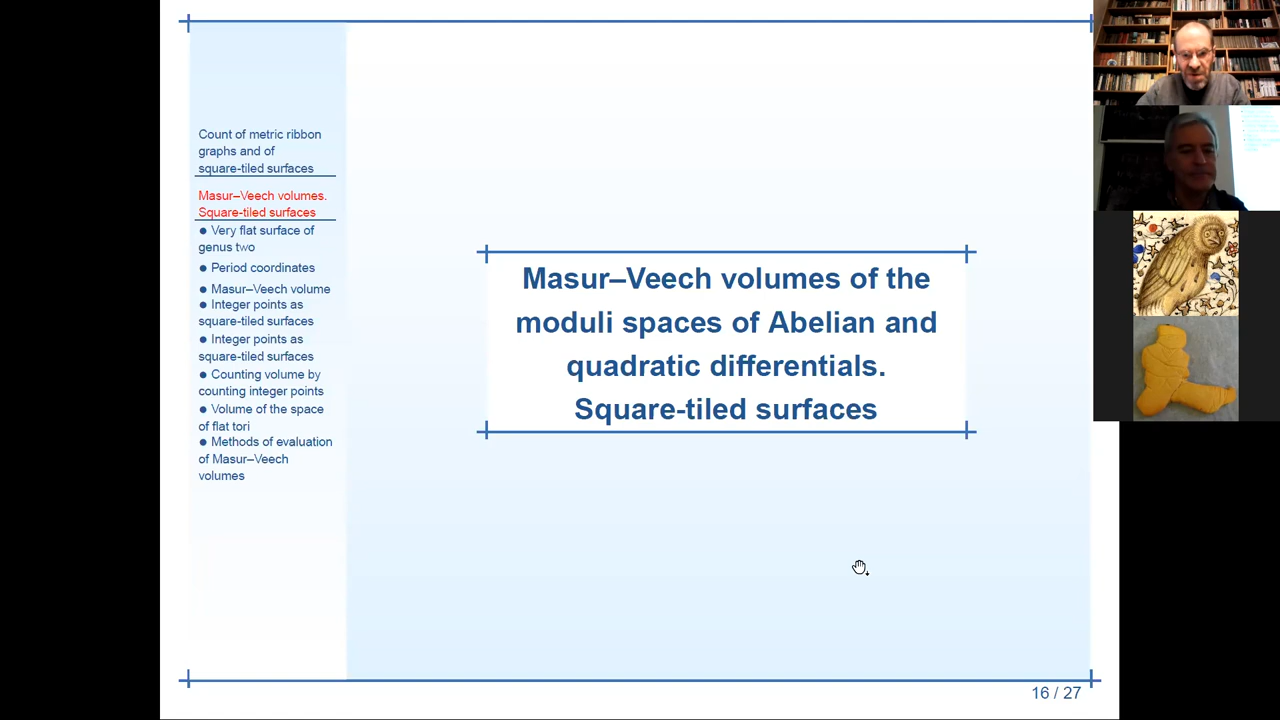 Count of metric ribbon
graphs and of
square-tiled surfaces
Masur–Veech volumes.
Square-tiled surfaces
● Very flat surface of
genus two
● Period coordinates
● Masur–Veech volume
● Integer points as
square-tiled surfaces
● Integer points as
square-tiled surfaces
● Counting volume by
counting integer points
● Volume of the space
of flat tori
● Methods of evaluation
of Masur–Veech
volumes
Masur–Veech volumes of the
moduli spaces of Abelian and
quadratic differentials.
Square-tiled surfaces
16 / 27